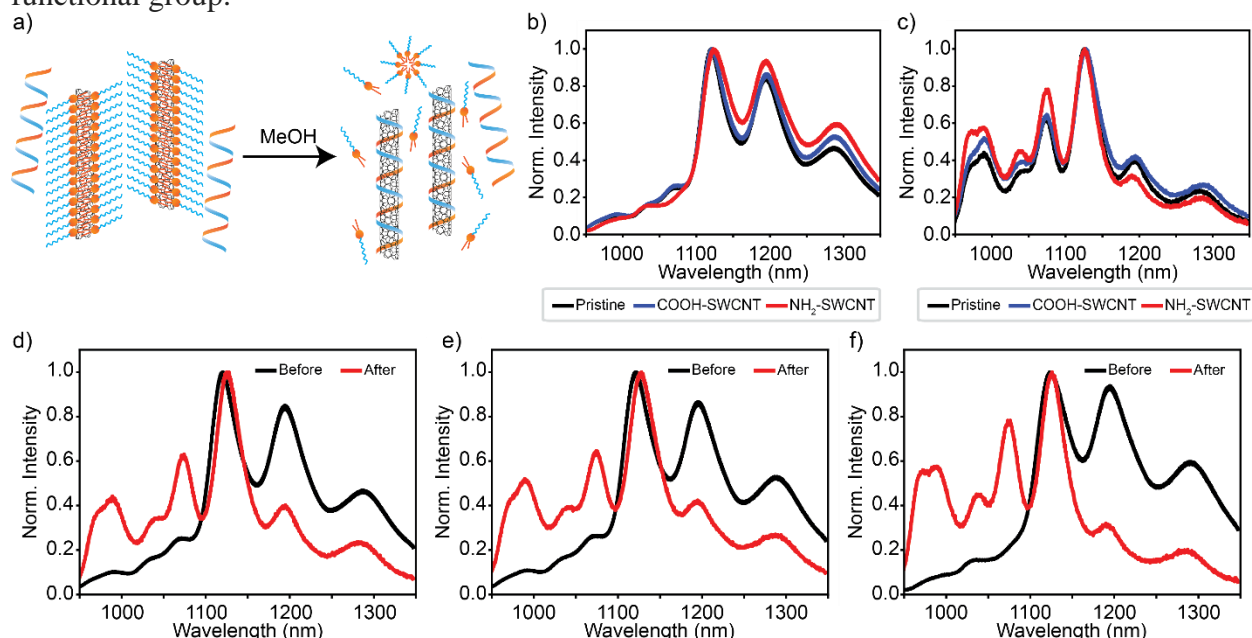 functional group.
a)
MeOH
b)
Norm. Intensity
1.0
0.8
0.6
0.4
0.2
0.0
1000 1100 1200 1300
Wavelength (nm)
Pristine COOH-SWCNT NH2-SWCNT
c)
Norm. Intensity
1.0
0.8
0.6
0.4
0.2
0.0
1000 1100 1200 1300
Wavelength (nm)
Pristine COOH-SWCNT NH2-SWCNT
d)
Norm. Intensity
1.0
0.8
0.6
0.4
0.2
0.0
Before After
1000 1100 1200 1300
Wavelength (nm)
e)
Norm. Intensity
1.0
0.8
0.6
0.4
0.2
0.0
Before After
1000 1100 1200 1300
Wavelength (nm)
f)
Norm. Intensity
1.0
0.8
0.6
0.4
0.2
0.0
Before After
1000 1100 1200 1300
Wavelength (nm)